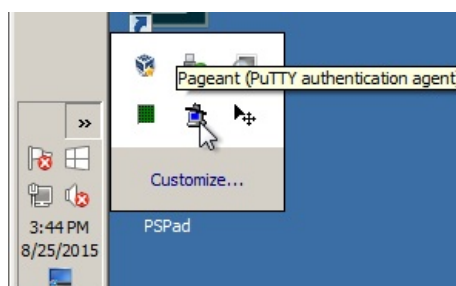 Pageant (PuTTY authentication agent
»
Customize...
3:44 PM
8/25/2015
PSPad